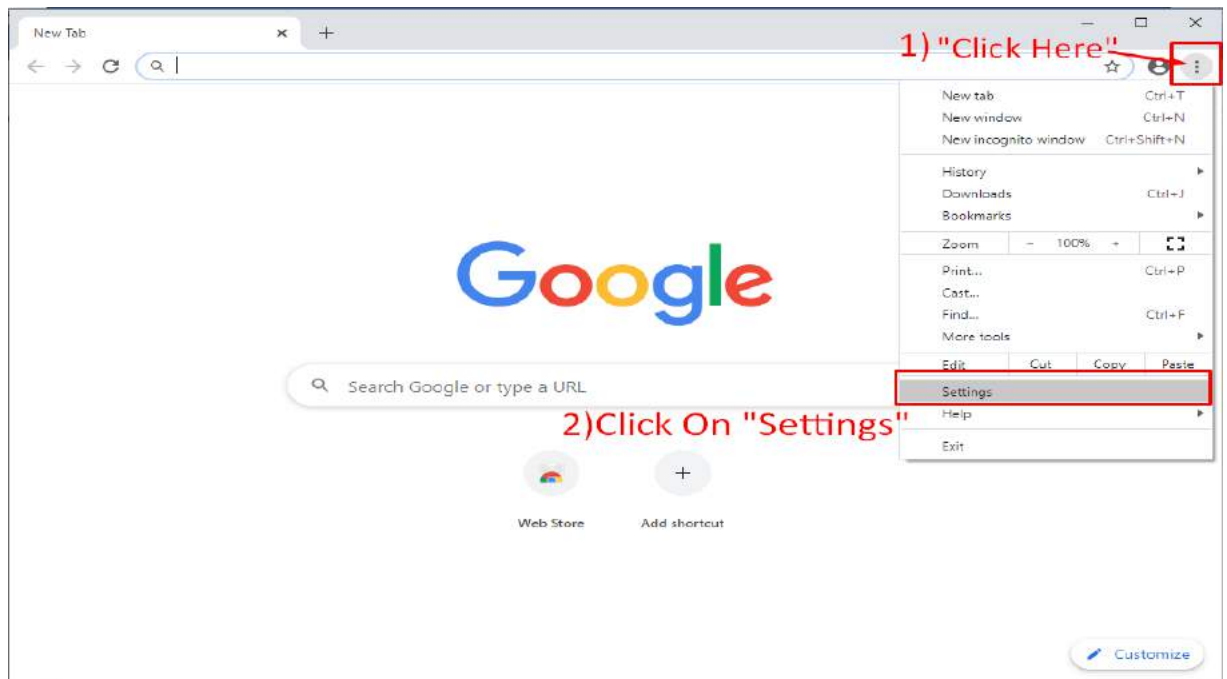 New Tab
1) "Click Here"
New tab Ctrl+T
New window Ctrl+N
New incognito window Ctrl+Shift+N
History
Downloads Ctrl+J
Bookmarks
Zoom - 100% +
Print... Ctrl+P
Cast...
Find... Ctrl+F
More tools
Edit Cut Copy Paste
Settings
Help
Exit
Google
Search Google or type a URL
2)Click On "Settings"
Web Store Add shortcut
Customize